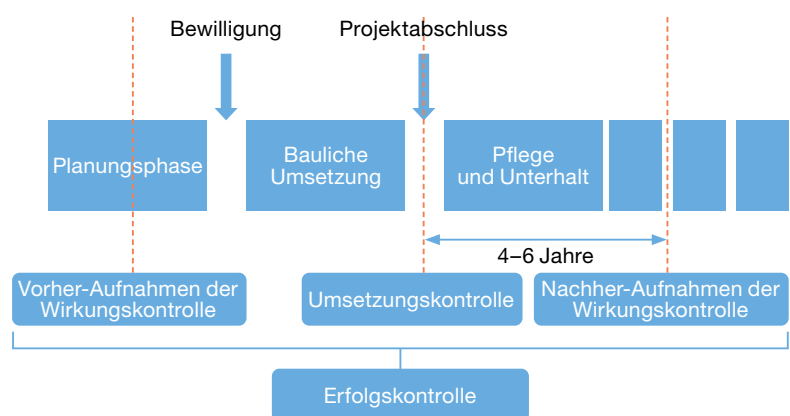 Bewilligung
Projektabschluss
Planungsphase
Bauliche
Umsetzung
Pflege
und Unterhalt
4–6 Jahre
Vorher-Aufnahmen der
Wirkungskontrolle
Umsetzungskontrolle
Nachher-Aufnahmen der
Wirkungskontrolle
Erfolgskontrolle